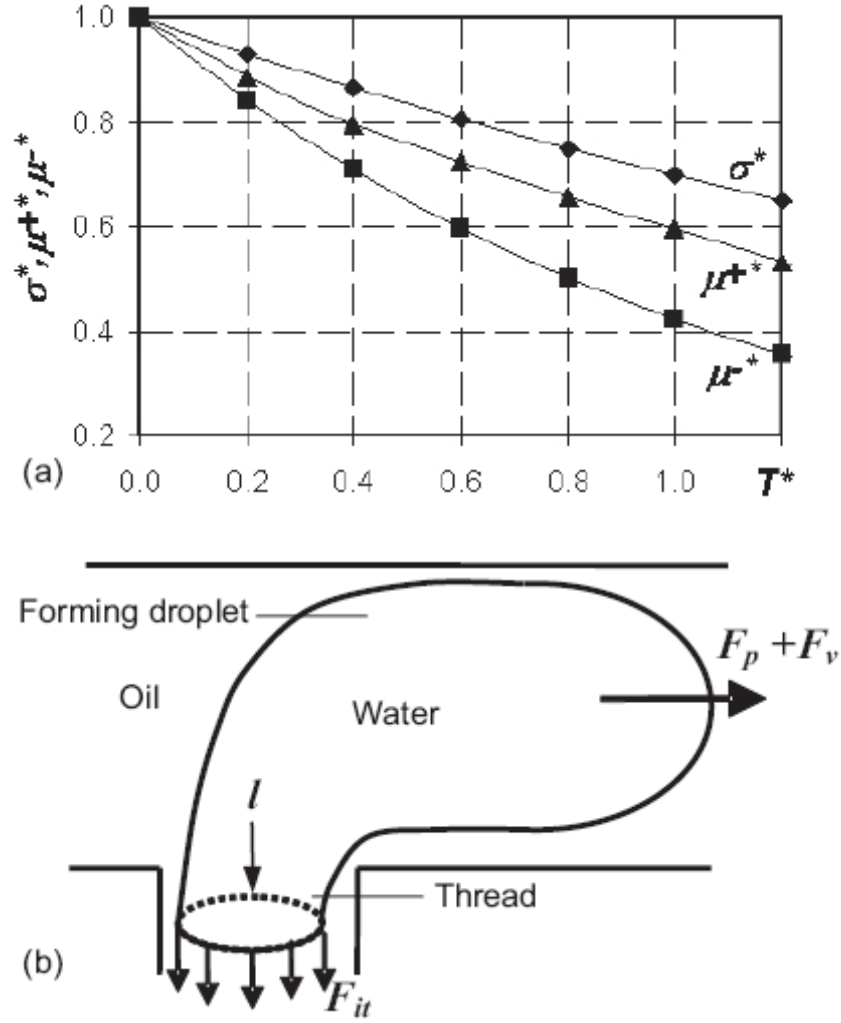 1.0
0.8
0.6
0.4
0.2
σ*, μ+*, μ-*
σ*
μ+*
μ-*
(a)
0.0 0.2 0.4 0.6 0.8 1.0 T*
Forming droplet
F_p + F_v
Oil
Water
l
Thread
(b)
F_it